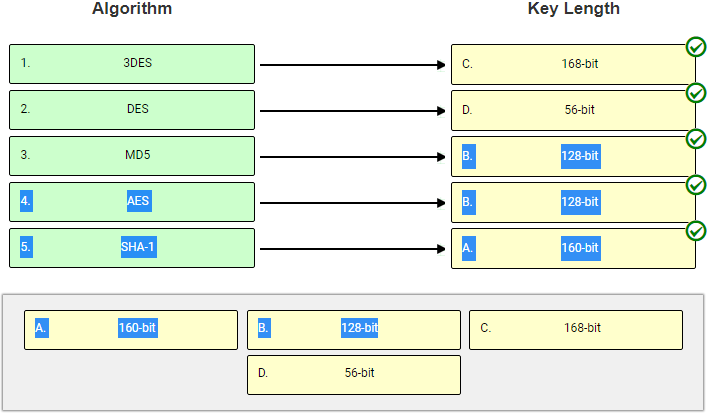 Algorithm Key Length
1. 3DES C. 168-bit
2. DES D. 56-bit
3. MD5 B. 128-bit
4. AES B. 128-bit
5. SHA-1 A. 160-bit
A. 160-bit B. 128-bit C. 168-bit
D. 56-bit